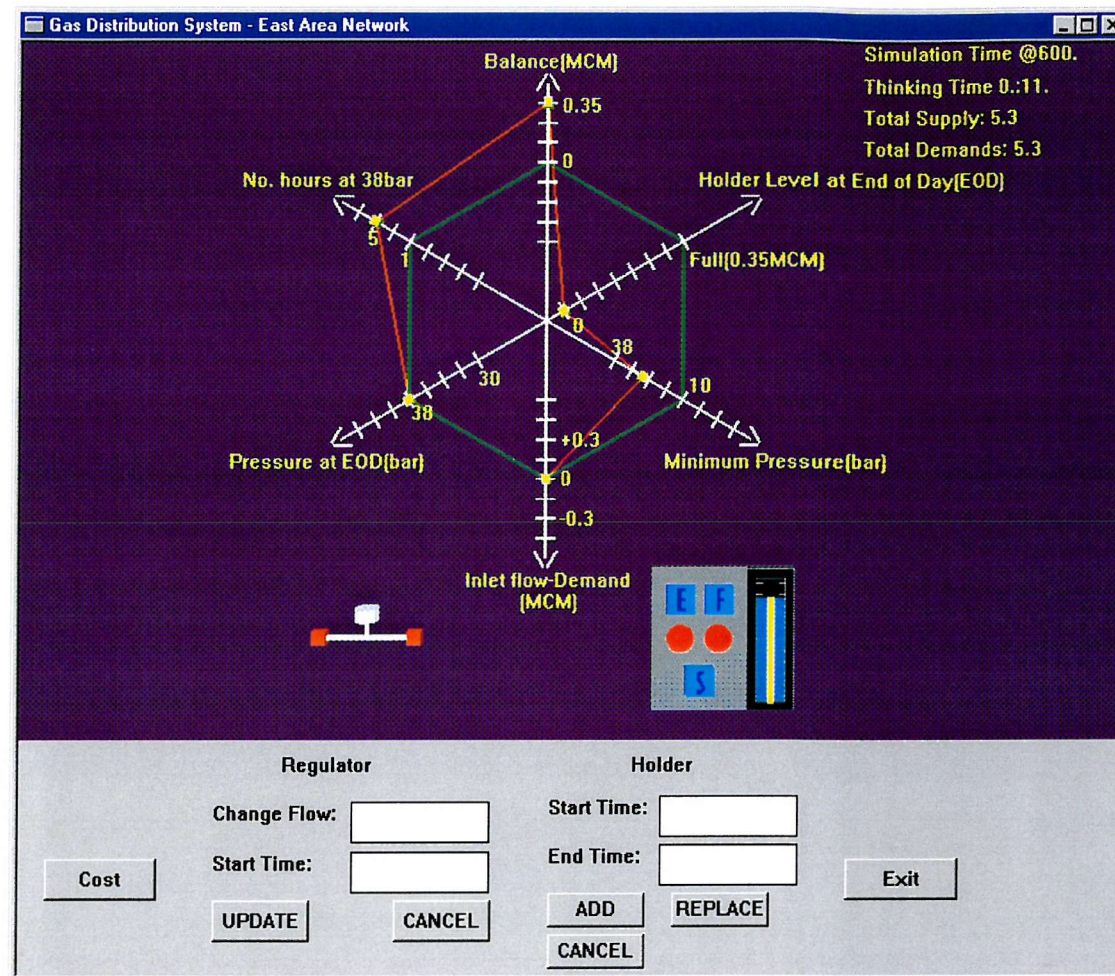 Gas Distribution System - East Area Network
Simulation Time @600.
Thinking Time 0.:11.
Total Supply: 5.3
Total Demands: 5.3
Balance(MCM)
0.35
0
No. hours at 38bar
5
1
Holder Level at End of Day(EOD)
Full(0.35MCM)
0
38
10
Minimum Pressure(bar)
30
38
Pressure at EOD(bar)
+0.3
0
-0.3
Inlet flow-Demand
(MCM)
E F
S
Regulator
Change Flow:
Start Time:
UPDATE CANCEL
Holder
Start Time:
End Time:
ADD REPLACE
CANCEL
Cost
Exit